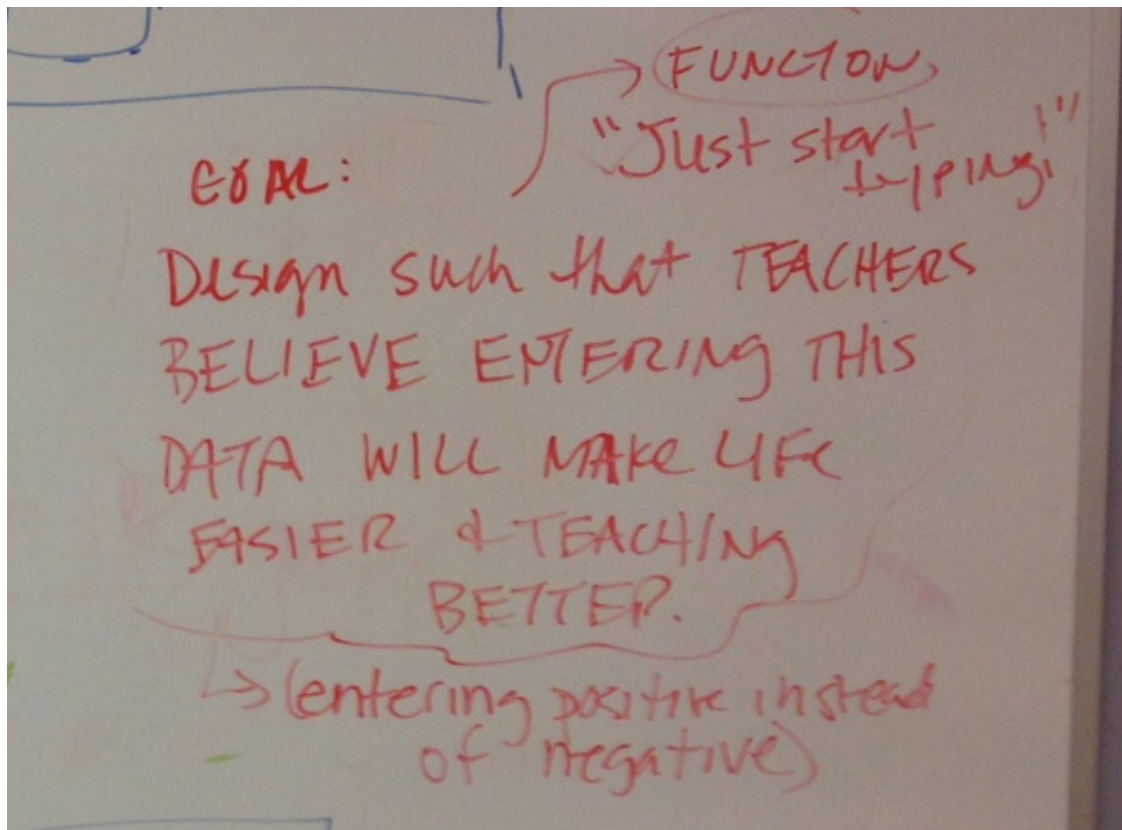 FUNCTION
"Just start
typing!"
GOAL:
Design such that TEACHERS
BELIEVE ENTERING THIS
DATA WILL MAKE LIFE
EASIER & TEACHING
BETTER.
(entering positive instead
of negative)